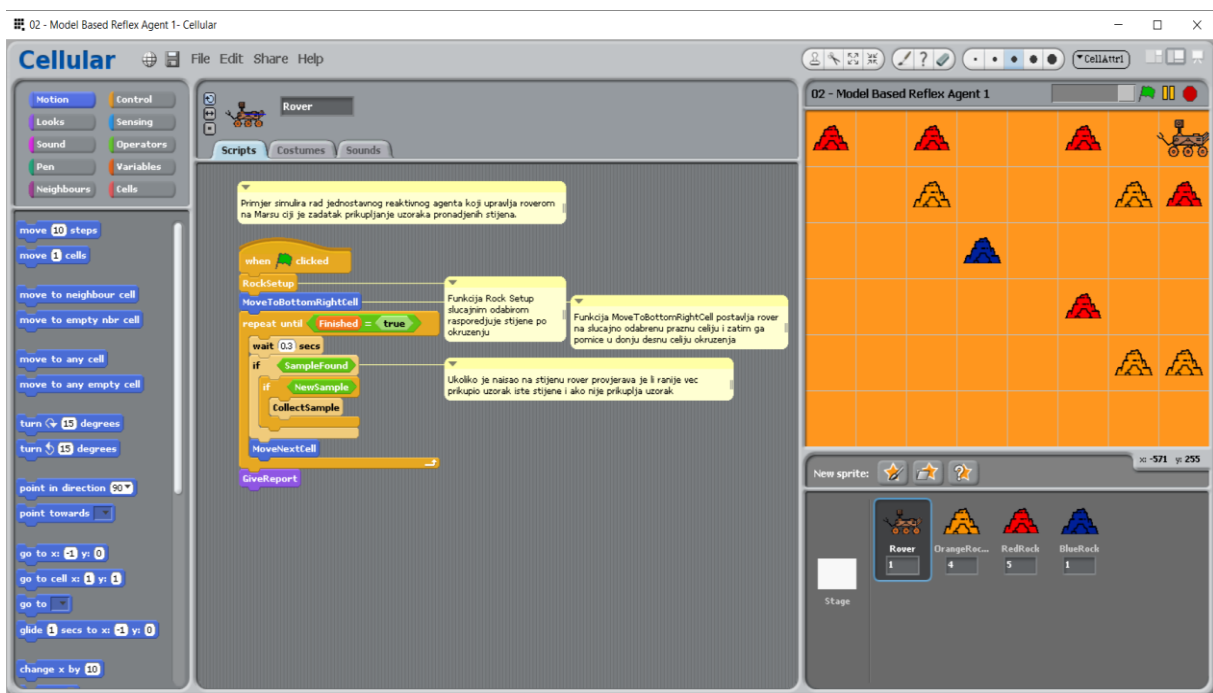 02 - Model Based Reflex Agent 1- Cellular
Cellular File Edit Share Help
CellAttr1
Motion Control
Looks Sensing
Sound Operators
Pen Variables
Neighbours Cells
move 10 steps
move 1 cells
move to neighbour cell
move to empty nbr cell
move to any cell
move to any empty cell
turn 15 degrees
turn 15 degrees
point in direction 90
point towards
go to x: -1 y: 0
go to cell x: 1 y: 1
go to
glide 1 secs to x: -1 y: 0
change x by 10
Rover
Scripts Costumes Sounds
Primjer simulira rad jednostavnog reaktivnog agenta koji upravlja roverom
na Marsu ciji je zadatak prikupljanje uzoraka pronadjenih stijena.
when clicked
RockSetup
MoveToBottomRightCell
repeat until Finished = true
wait 0.3 secs
if SampleFound
if NewSample
CollectSample
MoveNextCell
GiveReport
Funkcija Rock Setup
slucajnim odabirom
rasporedjuje stijene po
okruzenju
Funkcija MoveToBottomRightCell postavlja rover
na slucajno odabrenu praznu celiju i zatim ga
pomice u donju desnu celiju okruzenja
Ukoliko je naisao na stijenu rover provjerava je li ranije vec
prikupio uzorak iste stijene i ako nije prikuplja uzorak
02 - Model Based Reflex Agent 1
x: -571 y: 255
New sprite:
Rover OrangeRoc... RedRock BlueRock
1 4 5 1
Stage